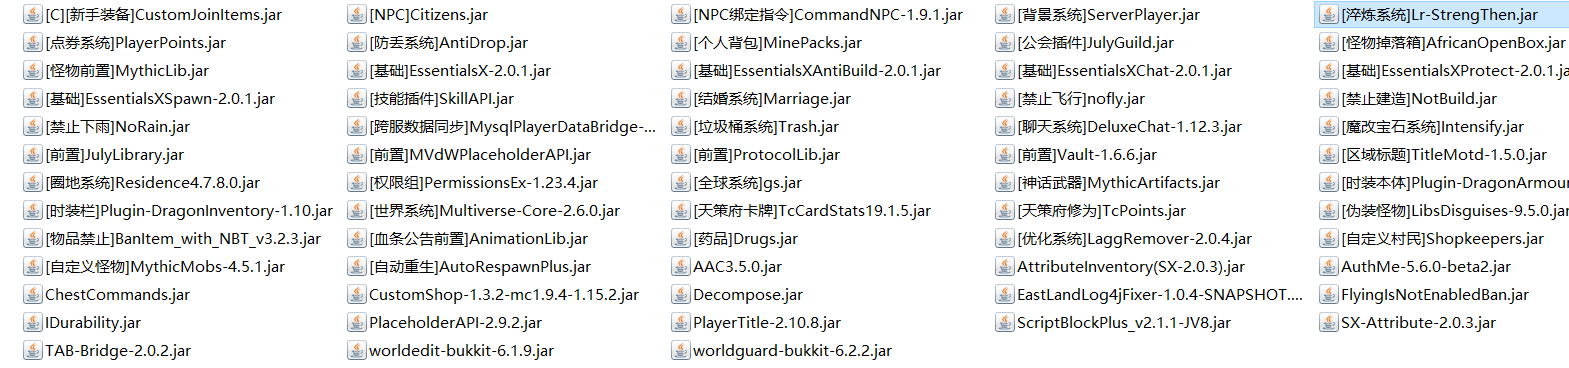 [C][新手装备]CustomJoinItems.jar
[NPC]Citizens.jar
[NPC绑定指令]CommandNPC-1.9.1.jar
[背景系统]ServerPlayer.jar
[淬炼系统]Lr-StrengThen.jar
[点券系统]PlayerPoints.jar
[防丢系统]AntiDrop.jar
[个人背包]MinePacks.jar
[公会插件]JulyGuild.jar
[怪物掉落箱]AfricanOpenBox.jar
[怪物前置]MythicLib.jar
[基础]EssentialsX-2.0.1.jar
[基础]EssentialsXAntiBuild-2.0.1.jar
[基础]EssentialsXChat-2.0.1.jar
[基础]EssentialsXProtect-2.0.1.ja
[基础]EssentialsXSpawn-2.0.1.jar
[技能插件]SkillAPI.jar
[结婚系统]Marriage.jar
[禁止飞行]nofly.jar
[禁止建造]NotBuild.jar
[禁止下雨]NoRain.jar
[跨服数据同步]MysqlPlayerDataBridge-...
[垃圾桶系统]Trash.jar
[聊天系统]DeluxeChat-1.12.3.jar
[魔改宝石系统]Intensify.jar
[前置]JulyLibrary.jar
[前置]MVdWPlaceholderAPI.jar
[前置]ProtocolLib.jar
[前置]Vault-1.6.6.jar
[区域标题]TitleMotd-1.5.0.jar
[圈地系统]Residence4.7.8.0.jar
[权限组]PermissionsEx-1.23.4.jar
[全球系统]gs.jar
[神话武器]MythicArtifacts.jar
[时装本体]Plugin-DragonArmou
[时装栏]Plugin-DragonInventory-1.10.jar
[世界系统]Multiverse-Core-2.6.0.jar
[天策府卡牌]TcCardStats19.1.5.jar
[天策府修为]TcPoints.jar
[伪装怪物]LibsDisguises-9.5.0.jar
[物品禁止]BanItem_with_NBT_v3.2.3.jar
[血条公告前置]AnimationLib.jar
[药品]Drugs.jar
[优化系统]LaggRemover-2.0.4.jar
[自定义村民]Shopkeepers.jar
[自定义怪物]MythicMobs-4.5.1.jar
[自动重生]AutoRespawnPlus.jar
AAC3.5.0.jar
AttributeInventory(SX-2.0.3).jar
AuthMe-5.6.0-beta2.jar
ChestCommands.jar
CustomShop-1.3.2-mc1.9.4-1.15.2.jar
Decompose.jar
EastLandLog4jFixer-1.0.4-SNAPSHOT....
FlyingIsNotEnabledBan.jar
IDurability.jar
PlaceholderAPI-2.9.2.jar
PlayerTitle-2.10.8.jar
ScriptBlockPlus_v2.1.1-JV8.jar
SX-Attribute-2.0.3.jar
TAB-Bridge-2.0.2.jar
worldedit-bukkit-6.1.9.jar
worldguard-bukkit-6.2.2.jar